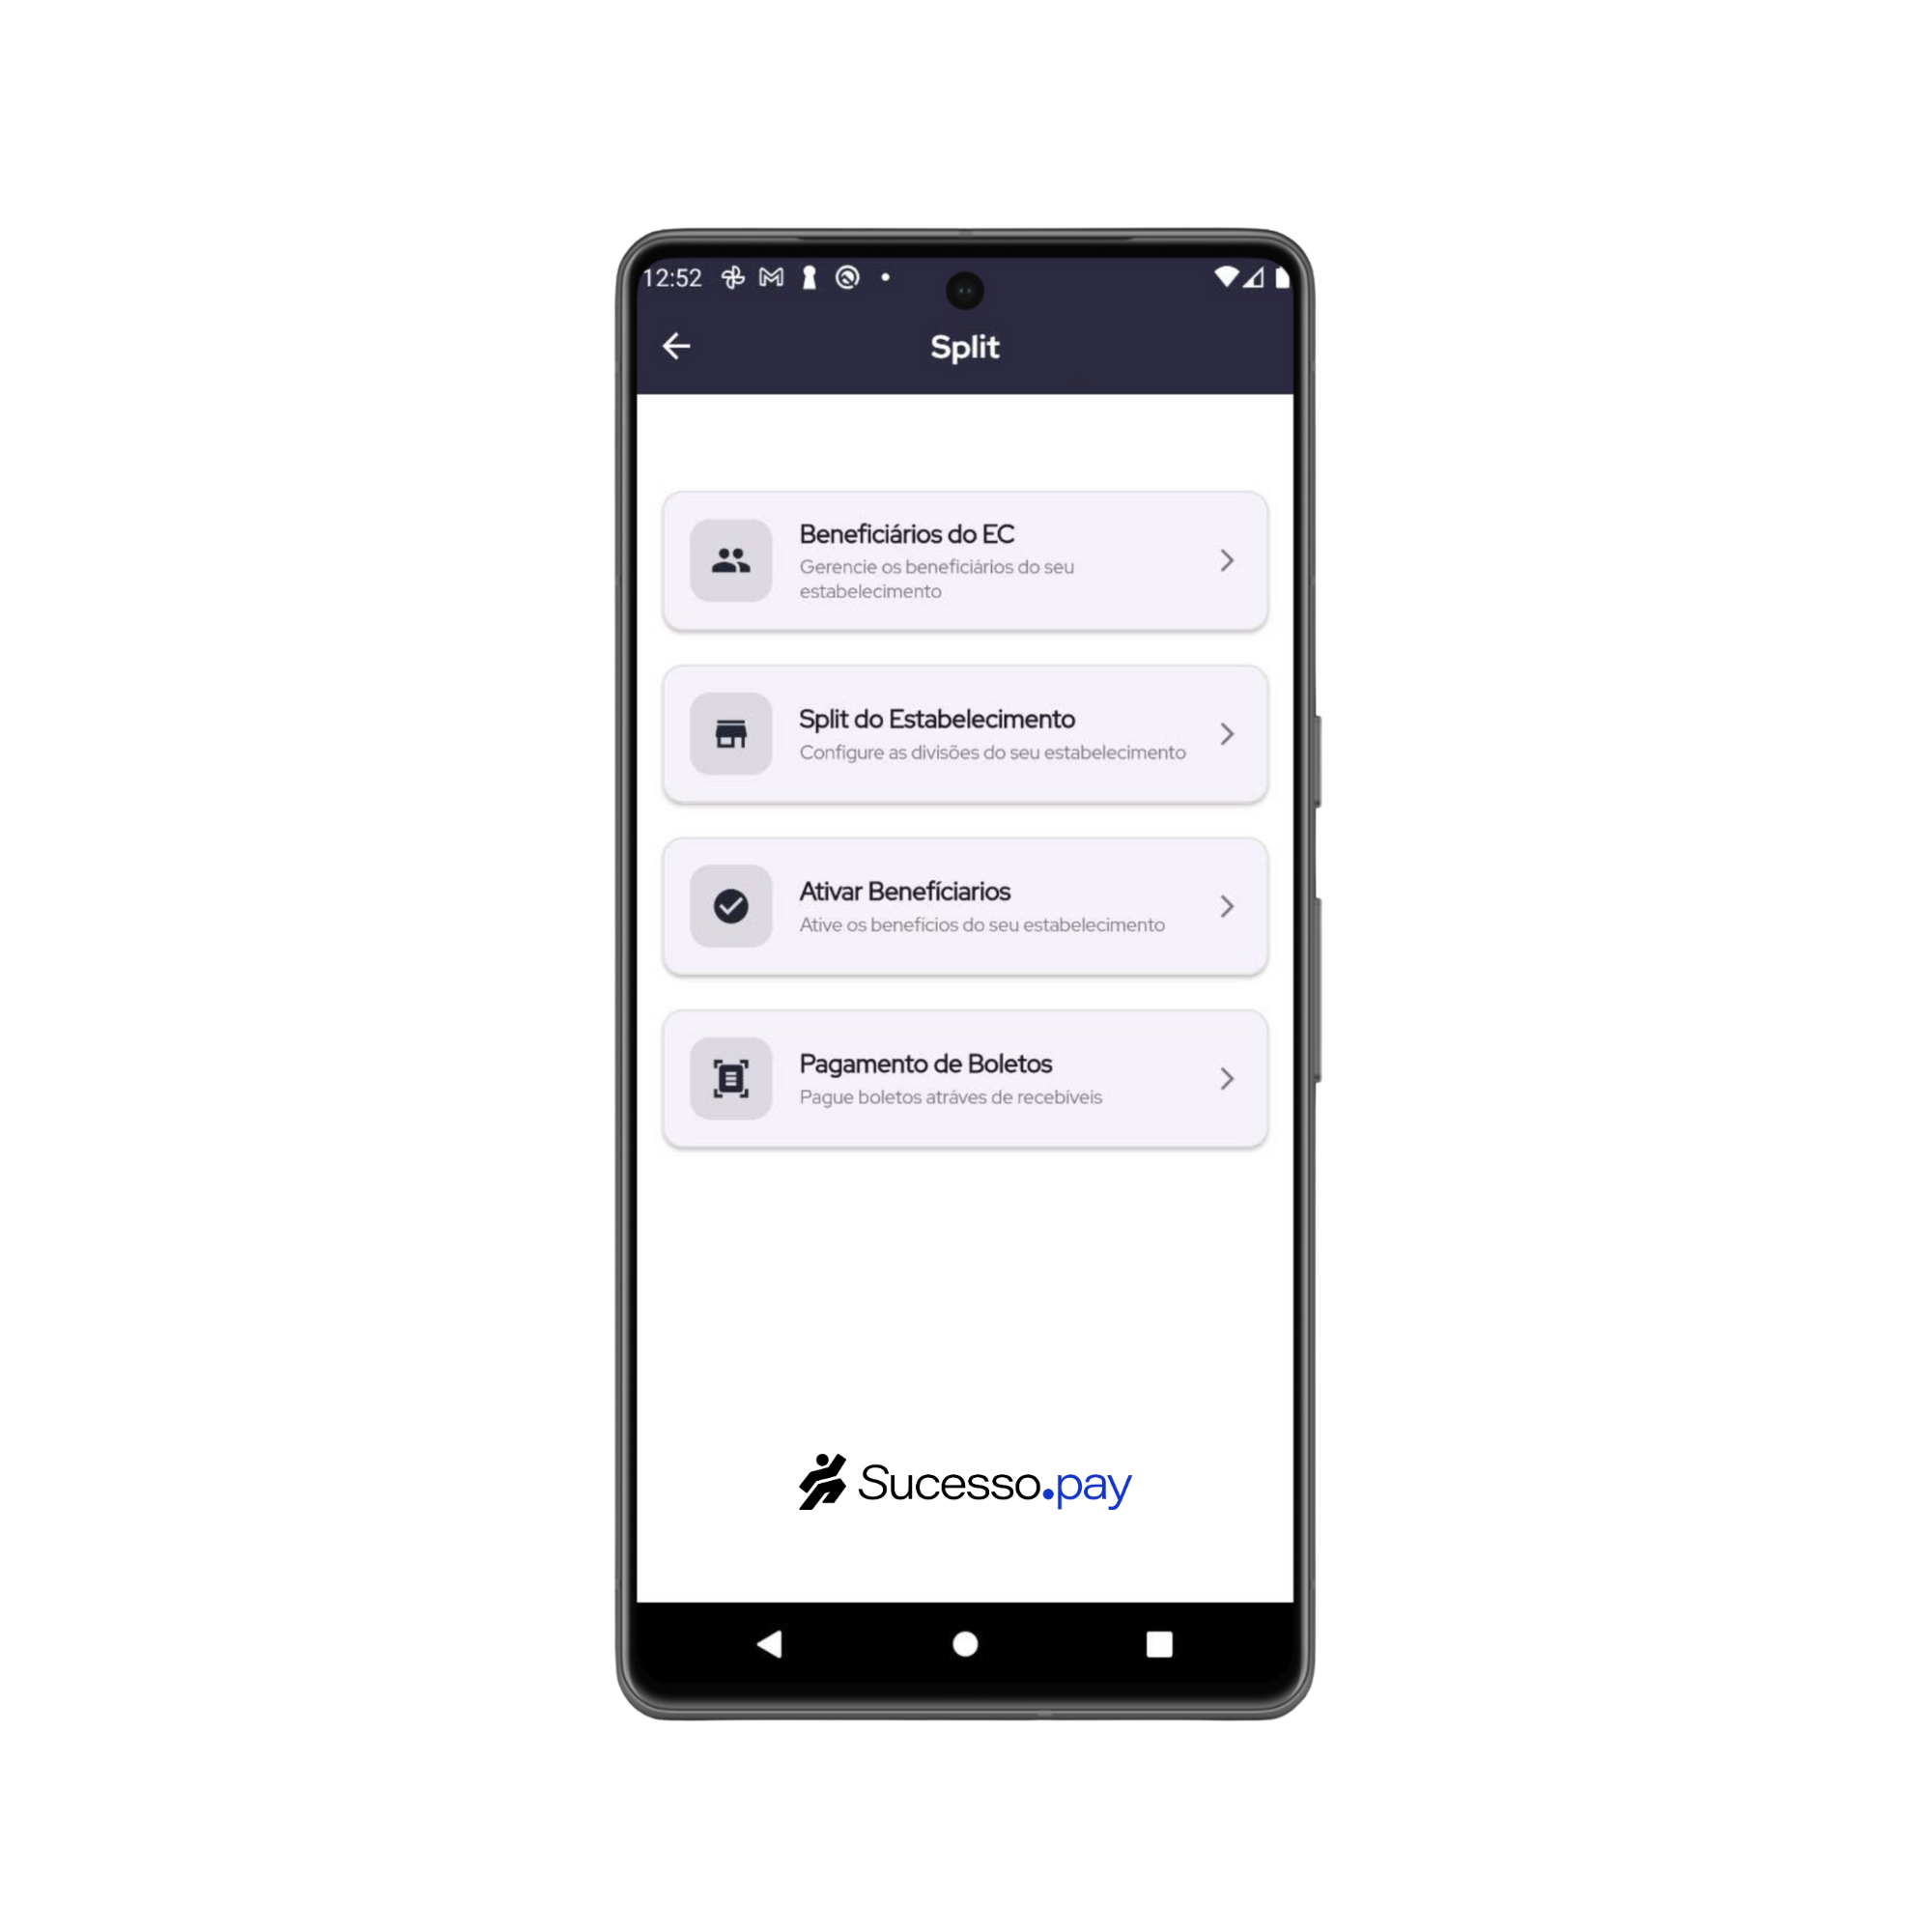 12:52
Split
Beneficiários do EC
Gerencie os beneficiários do seu
estabelecimento
Split do Estabelecimento
Configure as divisões do seu estabelecimento
Ativar Benefíciarios
Ative os benefícios do seu estabelecimento
Pagamento de Boletos
Pague boletos atráves de recebíveis
Sucesso.pay